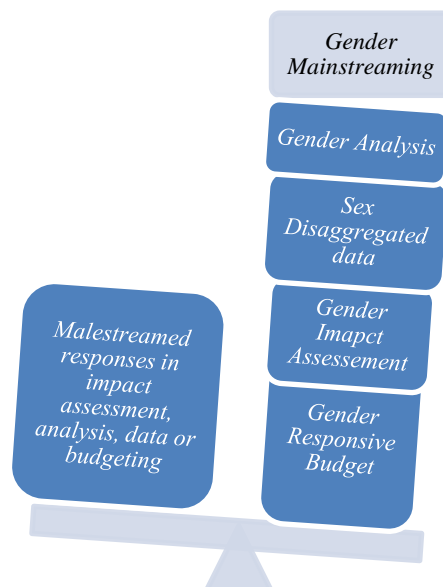 Gender
Mainstreaming
Gender Analysis
Sex
Disaggregated
data
Gender
Imapct
Assessement
Gender
Responsive
Budget
Malestreamed
responses in
impact
assessment,
analysis, data or
budgeting